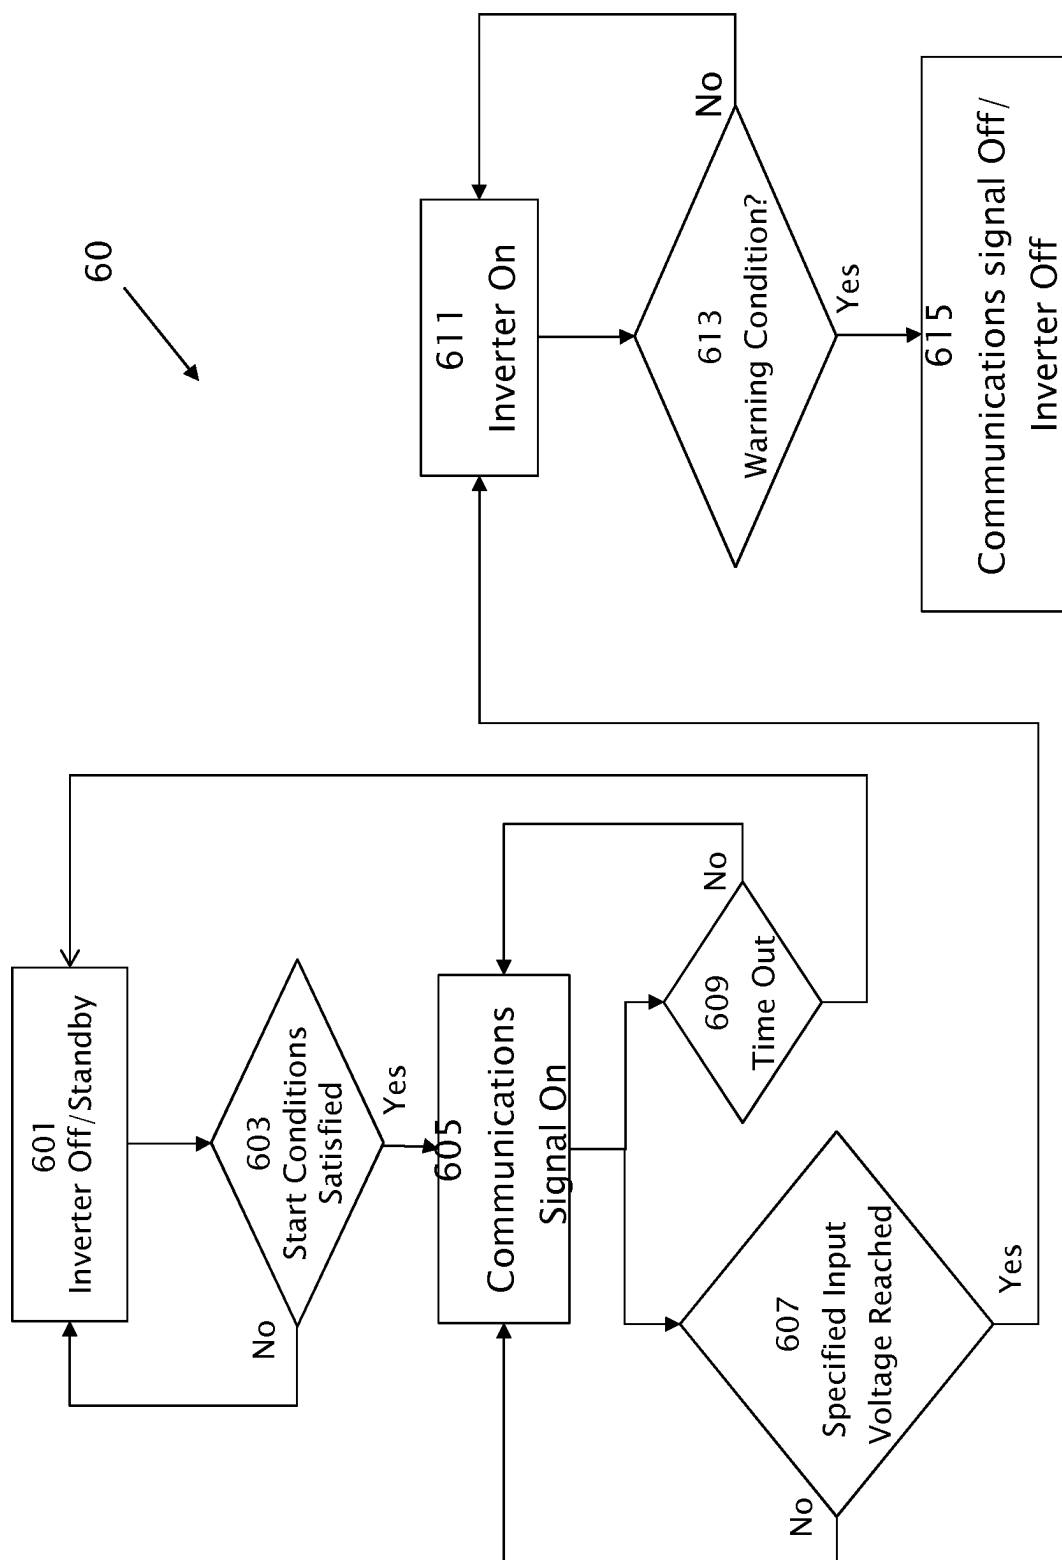 60
601
Inverter Off/Standby
603
Start Conditions
Satisfied
No
Yes
605
Communications
Signal On
607
Specified Input
Voltage Reached
No
Yes
609
Time Out
No
611
Inverter On
613
Warning Condition?
No
Yes
615
Communications signal Off/
Inverter Off